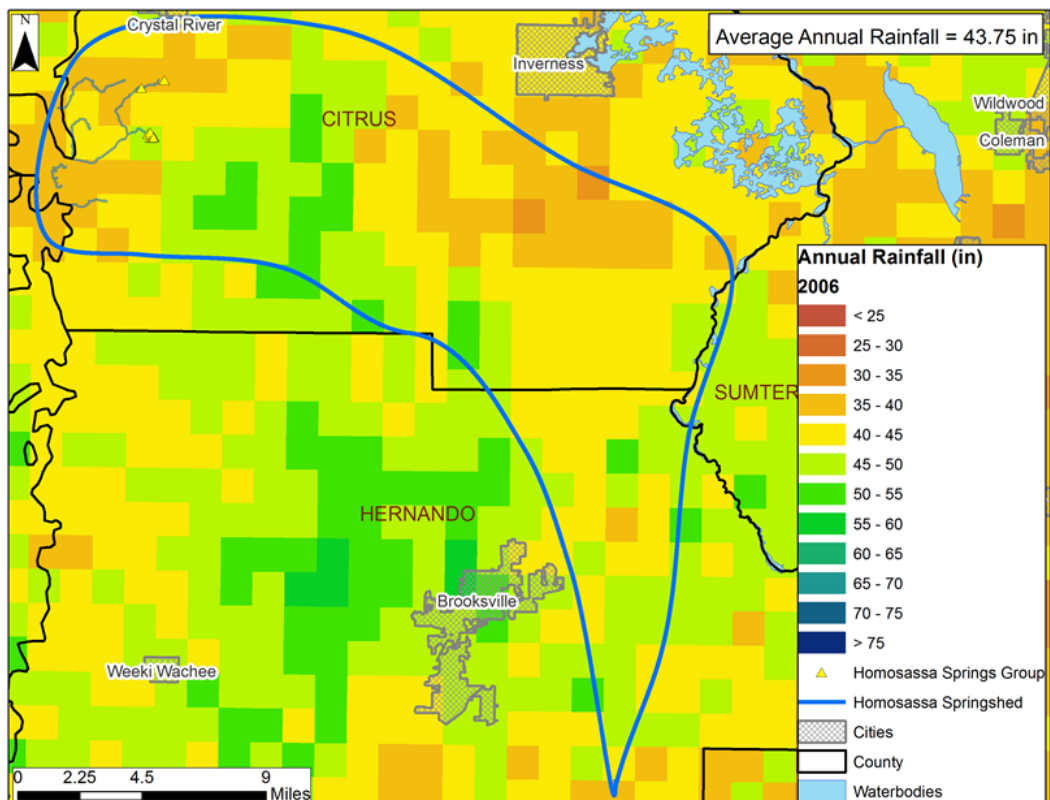 N
Crystal River
Average Annual Rainfall = 43.75 in
Inverness
Wildwood
Coleman
CITRUS
SUMTER
HERNANDO
Brooksville
Weeki Wachee
Annual Rainfall (in)
2006
< 25
25 - 30
30 - 35
35 - 40
40 - 45
45 - 50
50 - 55
55 - 60
60 - 65
65 - 70
70 - 75
> 75
Homosassa Springs Group
Homosassa Springshed
Cities
County
Waterbodies
0 2.25 4.5 9
Miles